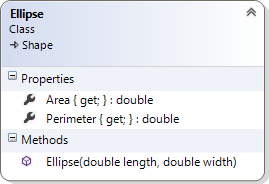 Ellipse
Class
Shape
Properties
Area { get; } : double
Perimeter { get; } : double
Methods
Ellipse(double length, double width)